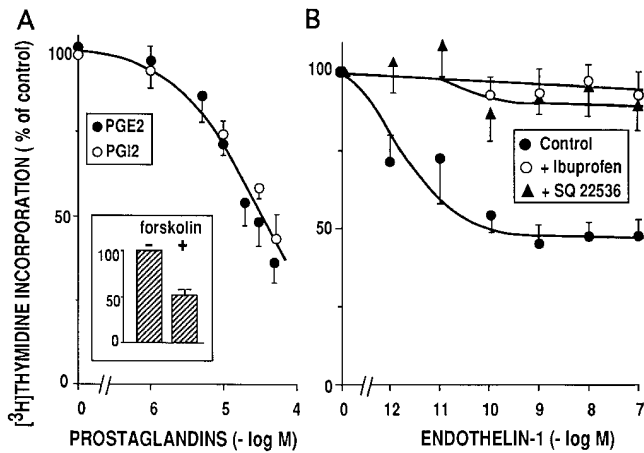 A
B
[³H]THYMIDINE INCORPORATION (% of control)
100
50
0
PGE2
PGI2
forskolin
- +
100
50
0
0 6 5 4
PROSTAGLANDINS (- log M)
100
50
0
Control
+ Ibuprofen
+ SQ 22536
0 12 11 10 9 8 7
ENDOTHELIN-1 (- log M)